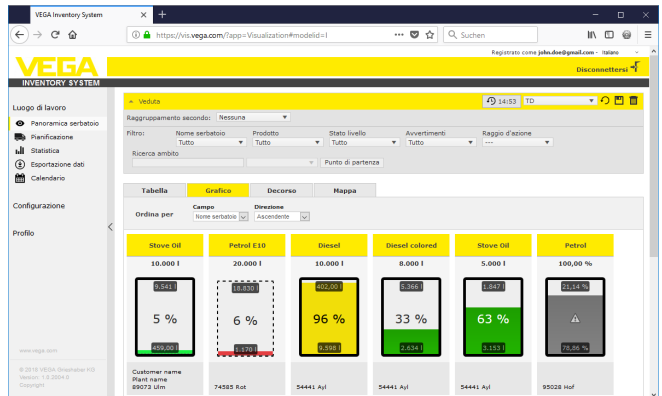 VEGA Inventory System
https://vis.vega.com/?app=Visualization#modelid=1
Suchen
Registrato come john.doe@gmail.com - Italiano
Disconnettersi
VEGA
INVENTORY SYSTEM
Luogo di lavoro
Panoramica serbatoio
Pianificazione
Statistica
Esportazione dati
Calendario
Configurazione
Profilo
Veduta
14:53
TD
Raggruppamento secondo: Nessuna
Filtro: Nome serbatoio Prodotto Stato livello Avvertimenti Raggio d'azione
Tutto Tutto Tutto Tutto ---
Ricerca ambito
Punto di partenza
Tabella Grafico Decorso Mappa
Ordina per
Campo Direzione
Nome serbatoio Ascendente
Stove Oil Petrol E10 Diesel Diesel colored Stove Oil Petrol
10.000 l 20.000 l 10.000 l 8.000 l 5.000 l 100,00 %
9.541 l 18.830 l 402,00 l 5.366 l 1.847 l 21,14 %
5 % 6 % 96 % 33 % 63 %
459,00 l 1.170 l 9.598 l 2.634 l 3.153 l 78,86 %
Customer name
Plant name
89073 Ulm 74585 Rot 54441 Ayl 54441 Ayl 54441 Ayl 95028 Hof
www.vega.com
Copyright